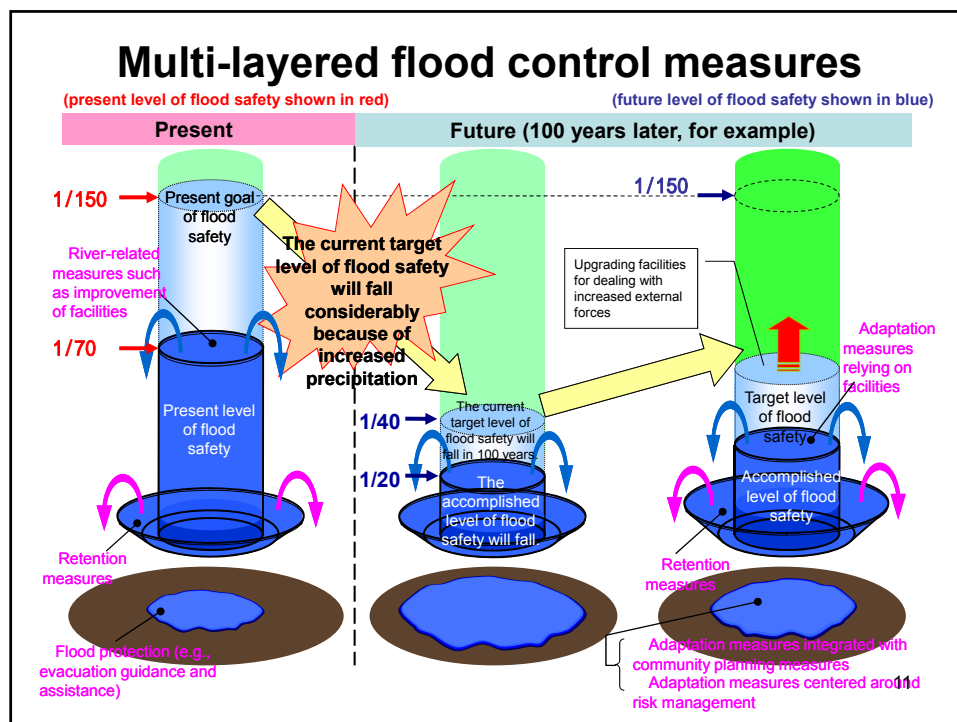 Multi-layered flood control measures
(present level of flood safety shown in red)
(future level of flood safety shown in blue)
Present
Future (100 years later, for example)
1/150
Present goal
of flood
safety
River-related
measures such
as improvement
of facilities
1/70
Present level
of flood
safety
Retention
measures
Flood protection (e.g.,
evacuation guidance and
assistance)
The current target
level of flood safety
will fall
considerably
because of
increased
precipitation
1/40
The current
target level of
flood safety will
fall in 100 years.
1/20
The
accomplished
level of flood
safety will fall.
1/150
Upgrading facilities
for dealing with
increased external
forces
Adaptation
measures
relying on
facilities
Target level
of flood
safety
Accomplished
level of flood
safety
Retention
measures
Adaptation measures integrated with
community planning measures
Adaptation measures centered around
risk management
11